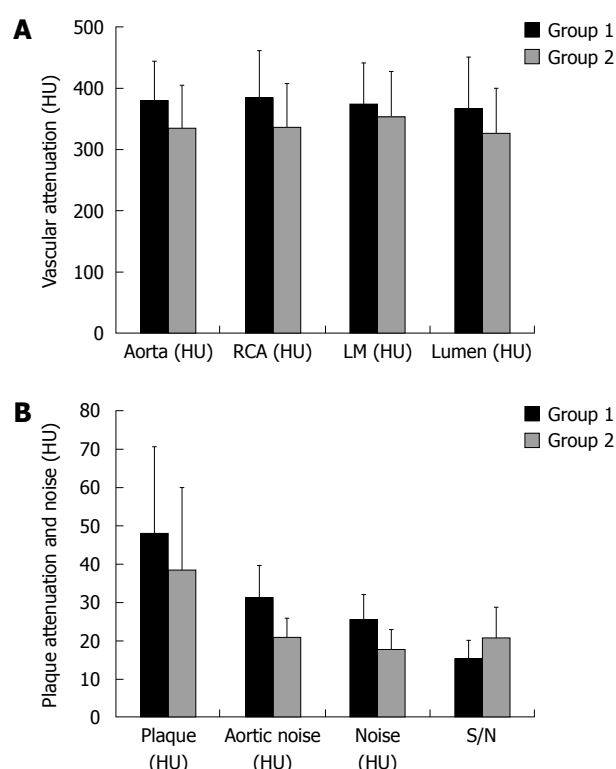 A
Vascular attenuation (HU)
500
400
300
200
100
0
Aorta (HU) RCA (HU) LM (HU) Lumen (HU)
Group 1
Group 2
B
Plaque attenuation and noise (HU)
80
70
60
50
40
30
20
10
0
Plaque (HU)
Aortic noise (HU)
Noise (HU)
S/N
Group 1
Group 2